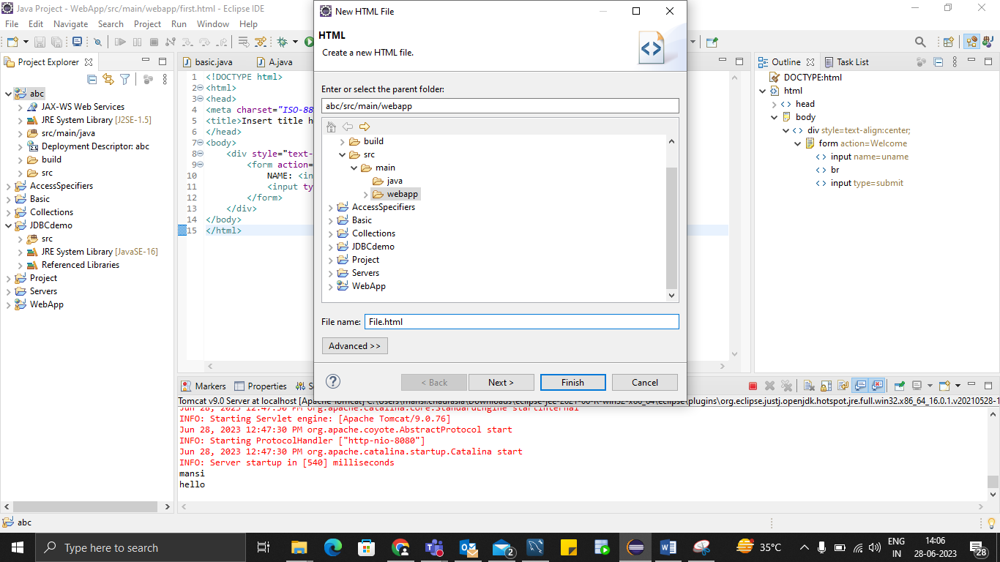 Java Project - WebApp/src/main/webapp/first.html - Eclipse IDE
File Edit Navigate Search Project Run Window Help
Project Explorer
abc
JAX-WS Web Services
JRE System Library [J2SE-1.5]
src/main/java
Deployment Descriptor: abc
build
src
AccessSpecifiers
Basic
Collections
JDBCdemo
src
JRE System Library [JavaSE-16]
Referenced Libraries
Project
Servers
WebApp
basic.java
A.java
1 <!DOCTYPE html>
2 <html>
3 <head>
4 <meta charset="ISO-88
5 <title>Insert title h
6 </head>
7 <body>
8 <div style="text-
9 <form action=
10 NAME: <in
11 <input ty
12 </form>
13 </div>
14 </body>
15 </html>
New HTML File
HTML
Create a new HTML file.
Enter or select the parent folder:
abc/src/main/webapp
build
src
main
java
webapp
AccessSpecifiers
Basic
Collections
JDBCdemo
Project
Servers
WebApp
File name: File.html
Advanced >>
< Back Next > Finish Cancel
Outline Task List
DOCTYPE:html
html
head
body
div style=text-align:center;
form action=Welcome
input name=uname
br
input type=submit
Markers Properties S
Tomcat v9.0 Server at localhost [Apache Tomcat] C:\Users\mansi.chaurasia\Downloads\eclipse-jee-2021-06-R-win32-x86_64\eclipse\plugins\org.eclipse.justj.openjdk.hotspot.jre.full.win32.x86_64_16.0.1.v20210528-1
Jun 28, 2023 12:47:30 PM org.apache.catalina.core.StandardEngine startInternal
INFO: Starting Servlet engine: [Apache Tomcat/9.0.76]
Jun 28, 2023 12:47:30 PM org.apache.coyote.AbstractProtocol start
INFO: Starting ProtocolHandler ["http-nio-8080"]
Jun 28, 2023 12:47:30 PM org.apache.catalina.startup.Catalina start
INFO: Server startup in [540] milliseconds
mansi
hello
abc
Type here to search
2
35°C
ENG
IN
14:06
28-06-2023
28